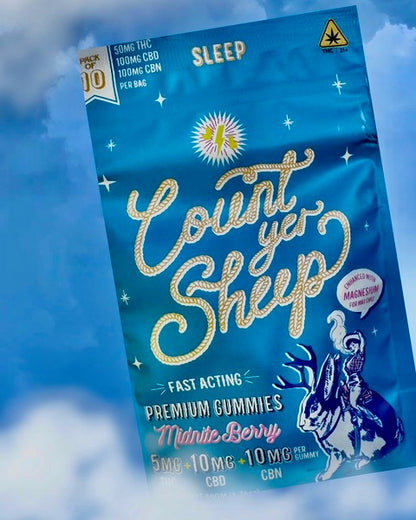 PACK
OF
10
50MG THC
100MG CBD
100MG CBN
PER BAG
SLEEP
Count
yer
Sheep
ENHANCED WITH
MAGNESIUM
FAST ACTING
PREMIUM GUMMIES
Midnite Berry
5MG+10MG+10MG PER GUMMY
THC CBD CBN